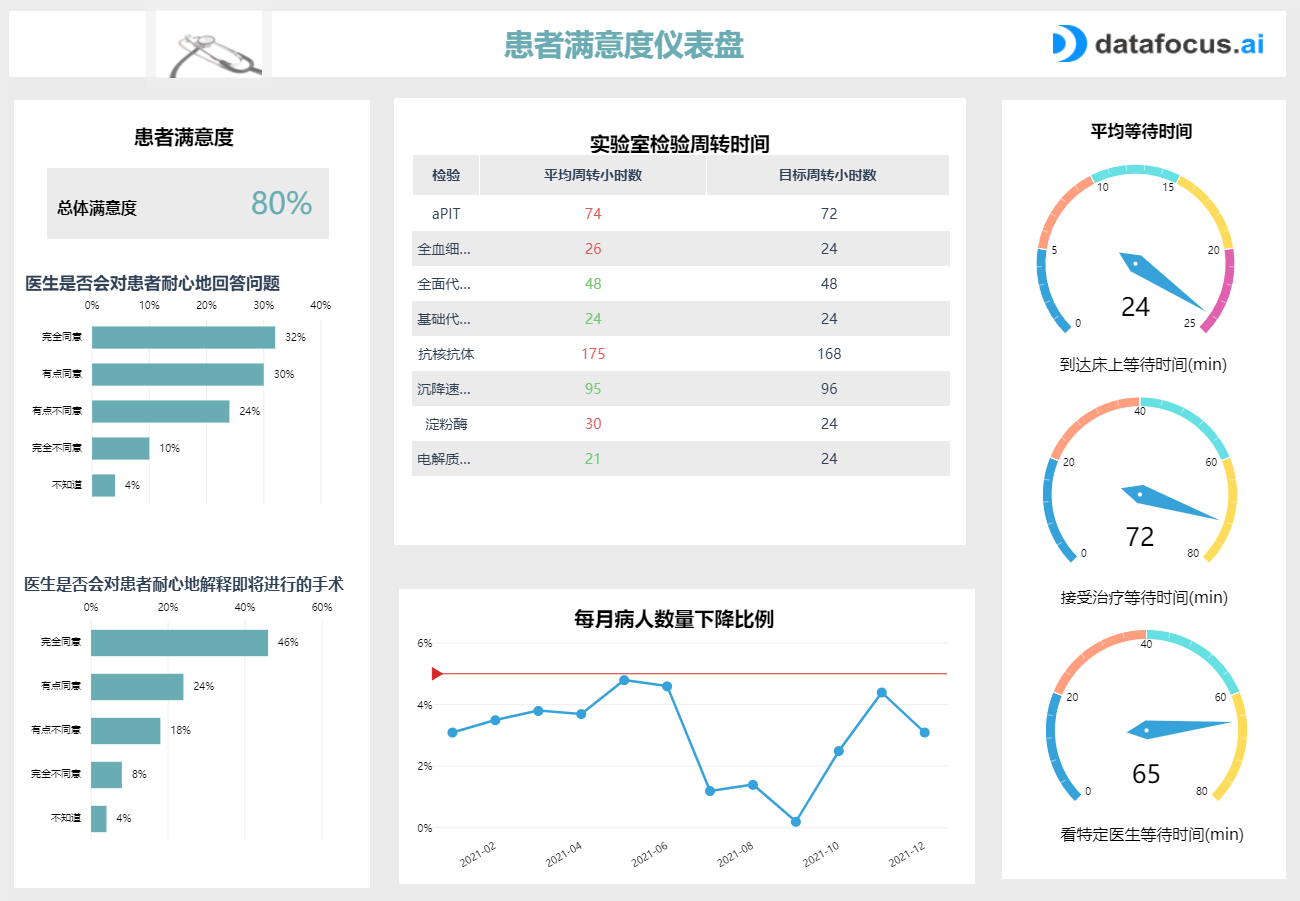 患者满意度仪表盘
datafocus.ai
患者满意度
总体满意度 80%
医生是否会对患者耐心地回答问题
0% 10% 20% 30% 40%
完全同意 32%
有点同意 30%
有点不同意 24%
完全不同意 10%
不知道 4%
医生是否会对患者耐心地解释即将进行的手术
0% 20% 40% 60%
完全同意 46%
有点同意 24%
有点不同意 18%
完全不同意 8%
不知道 4%
实验室检验周转时间
检验 平均周转小时数 目标周转小时数
aPIT 74 72
全血细... 26 24
全面代... 48 48
基础代... 24 24
抗核抗体 175 168
沉降速... 95 96
淀粉酶 30 24
电解质... 21 24
每月病人数量下降比例
6%
4%
2%
0%
2021-02 2021-04 2021-06 2021-08 2021-10 2021-12
平均等待时间
10 15
5 20
24
0 25
到达床上等待时间(min)
40
20 60
72
0 80
接受治疗等待时间(min)
40
20 60
65
0 80
看特定医生等待时间(min)